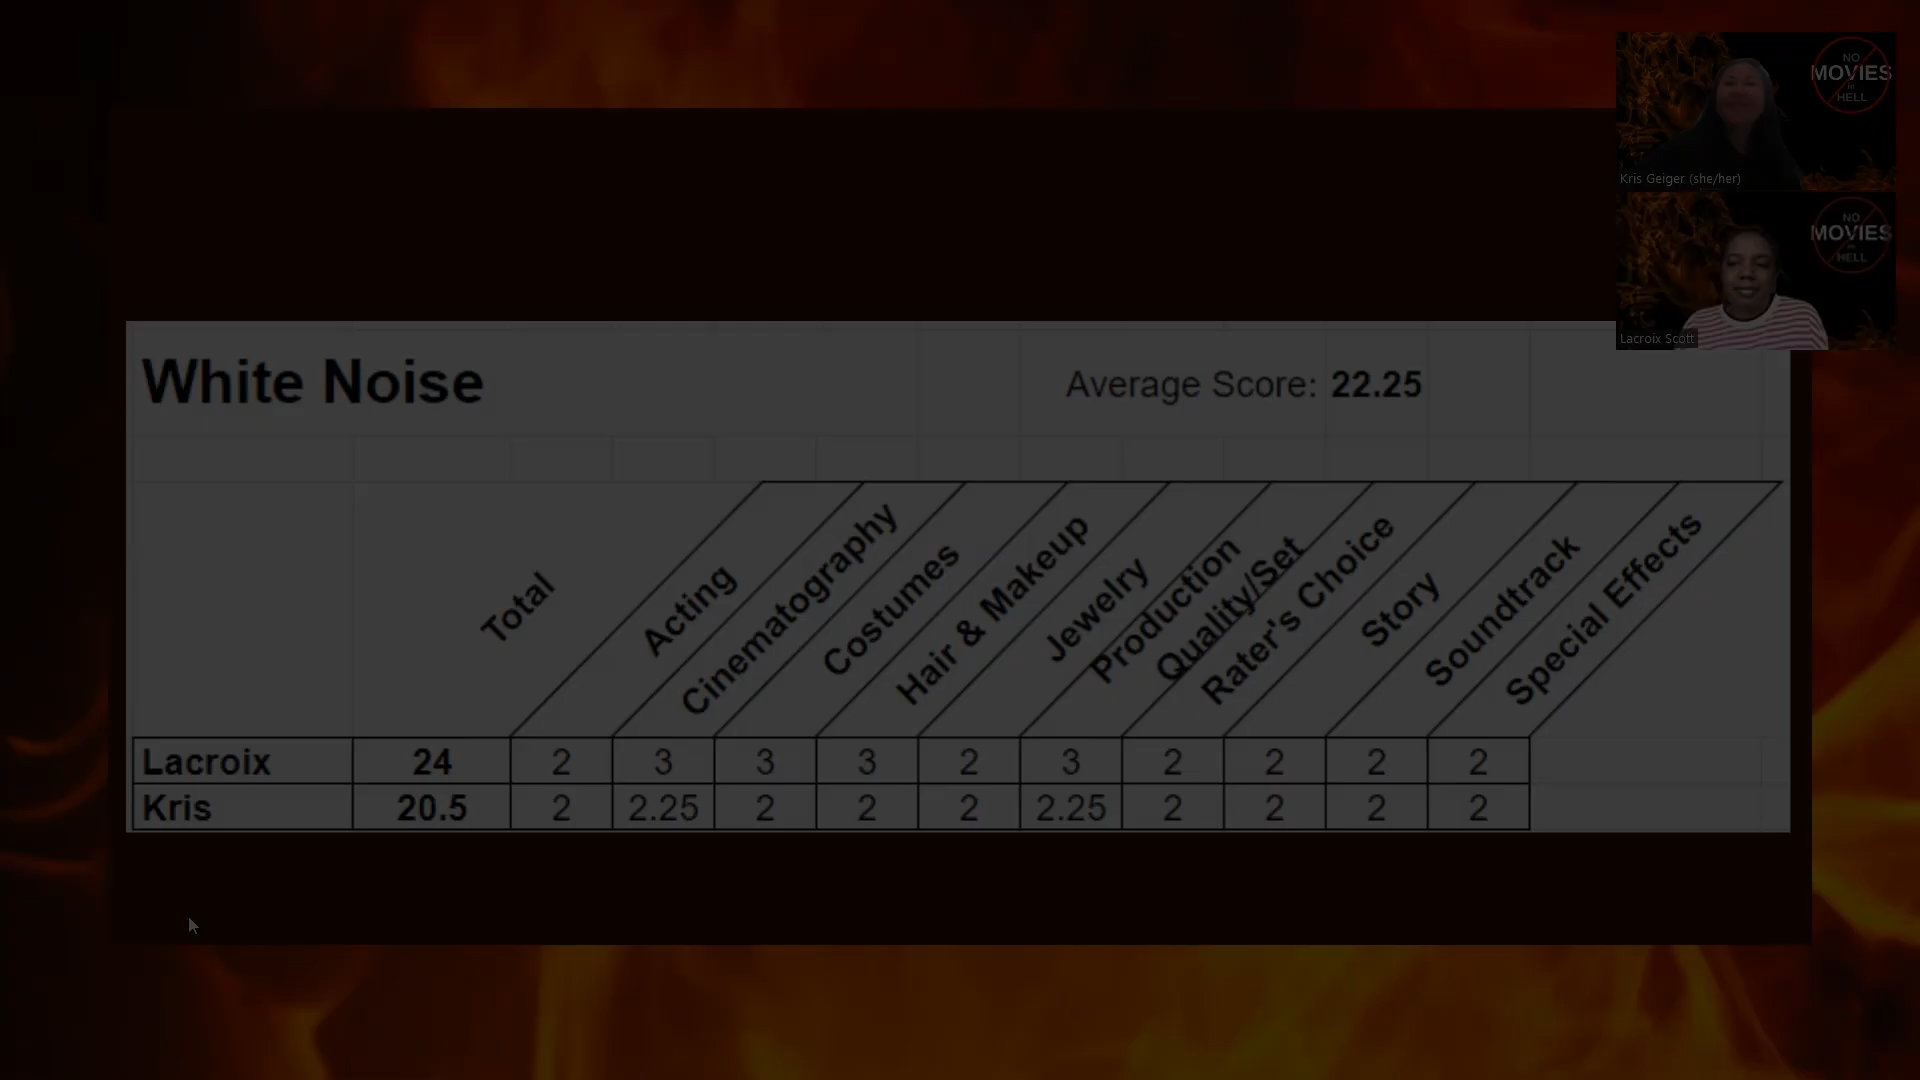 NO
MOVIES
IN
HELL
Kris Geiger (she/her)
NO
MOVIES
IN
HELL
Lacroix Scott
White Noise
Average Score: 22.25
Total
Acting
Cinematography
Costumes
Hair & Makeup
Jewelry
Production
Quality/Set
Rater's Choice
Story
Soundtrack
Special Effects
Lacroix 24 2 3 3 3 2 3 2 2 2 2
Kris 20.5 2 2.25 2 2 2 2.25 2 2 2 2